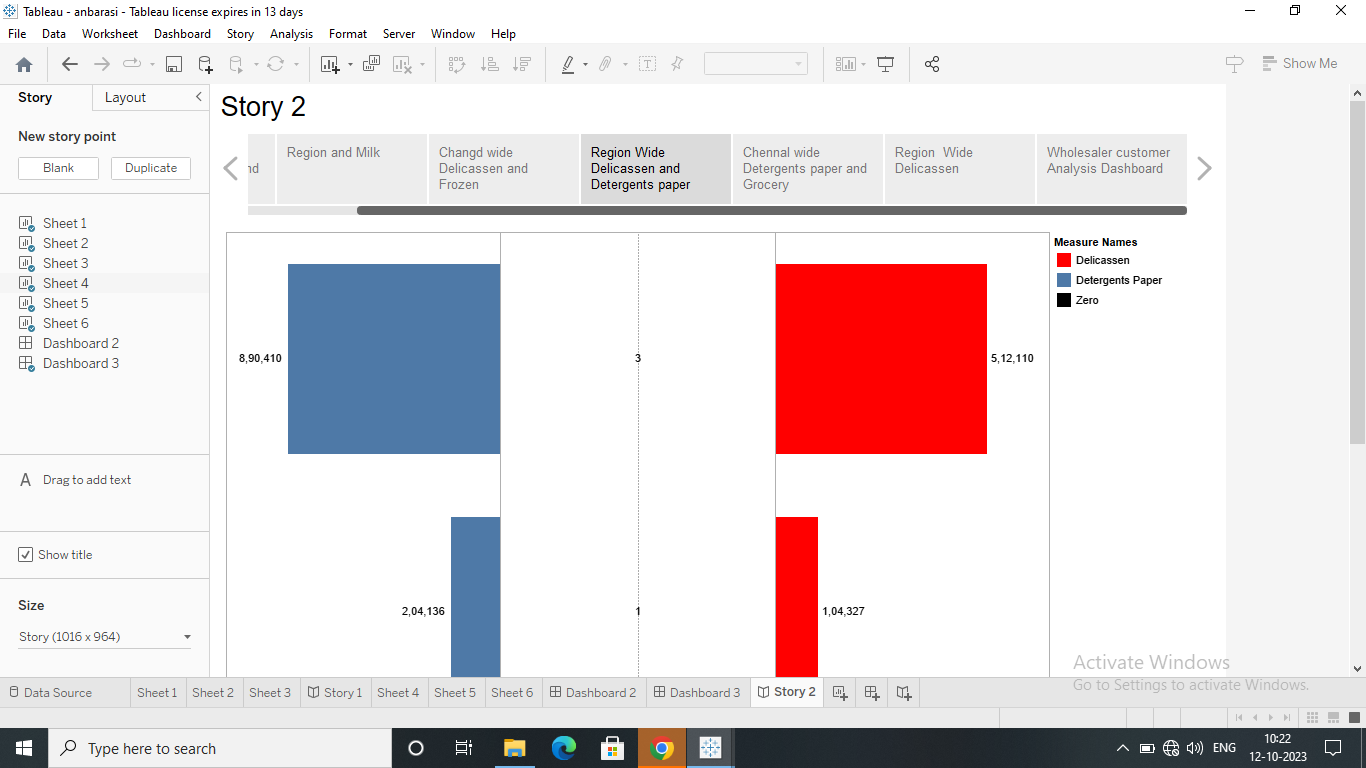 Tableau - anbarasi - Tableau license expires in 13 days
File Data Worksheet Dashboard Story Analysis Format Server Window Help
Show Me
Story Layout
New story point
Blank Duplicate
Sheet 1
Sheet 2
Sheet 3
Sheet 4
Sheet 5
Sheet 6
Dashboard 2
Dashboard 3
A Drag to add text
Show title
Size
Story (1016 x 964)
Story 2
nd
Region and Milk
Changd wide
Delicassen and
Frozen
Region Wide
Delicassen and
Detergents paper
Chennal wide
Detergents paper and
Grocery
Region Wide
Delicassen
Wholesaler customer
Analysis Dashboard
8,90,410 3 5,12,110
2,04,136 1 1,04,327
Measure Names
Delicassen
Detergents Paper
Zero
Activate Windows
Go to Settings to activate Windows.
Data Source Sheet 1 Sheet 2 Sheet 3 Story 1 Sheet 4 Sheet 5 Sheet 6 Dashboard 2 Dashboard 3 Story 2
Type here to search
ENG
10:22
12-10-2023